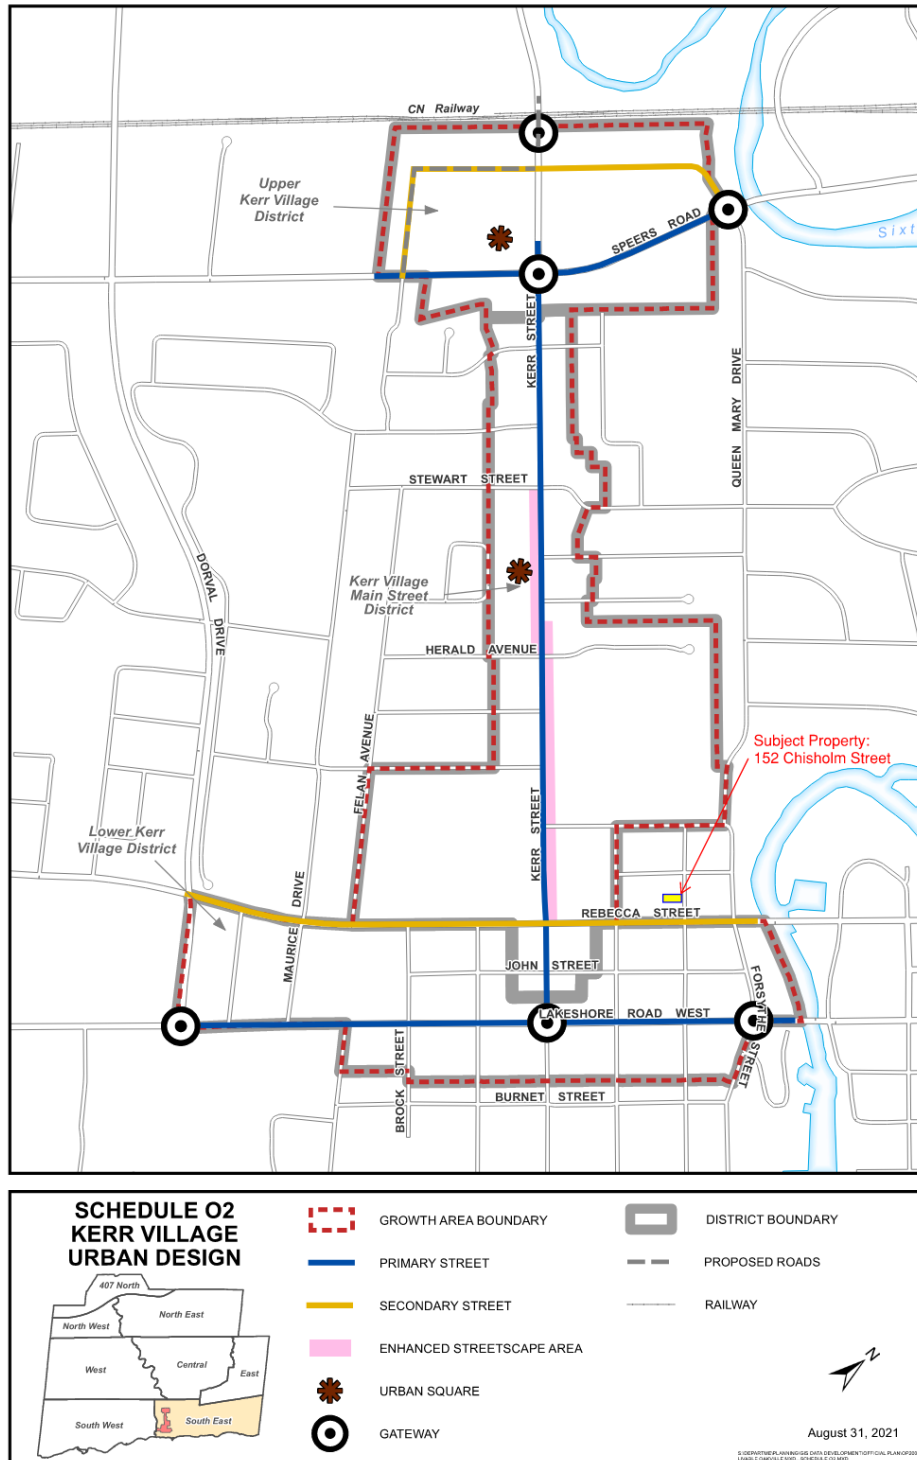 CN Railway
Upper
Kerr Village
District
SPEERS ROAD
Sixt
KERR STREET
QUEEN MARY DRIVE
STEWART STREET
DORVAL DRIVE
Kerr Village
Main Street
District
HERALD AVENUE
FELAN AVENUE
Subject Property:
152 Chisholm Street
KERR STREET
Lower Kerr
Village District
MAURICE DRIVE
REBECCA STREET
JOHN STREET
FORSYTHE STREET
LAKESHORE ROAD WEST
BROCK STREET
BURNET STREET
SCHEDULE O2
KERR VILLAGE
URBAN DESIGN
GROWTH AREA BOUNDARY
DISTRICT BOUNDARY
PRIMARY STREET
PROPOSED ROADS
SECONDARY STREET
RAILWAY
ENHANCED STREETSCAPE AREA
URBAN SQUARE
GATEWAY
407 North
North West
North East
West
Central
East
South West
South East
N
August 31, 2021